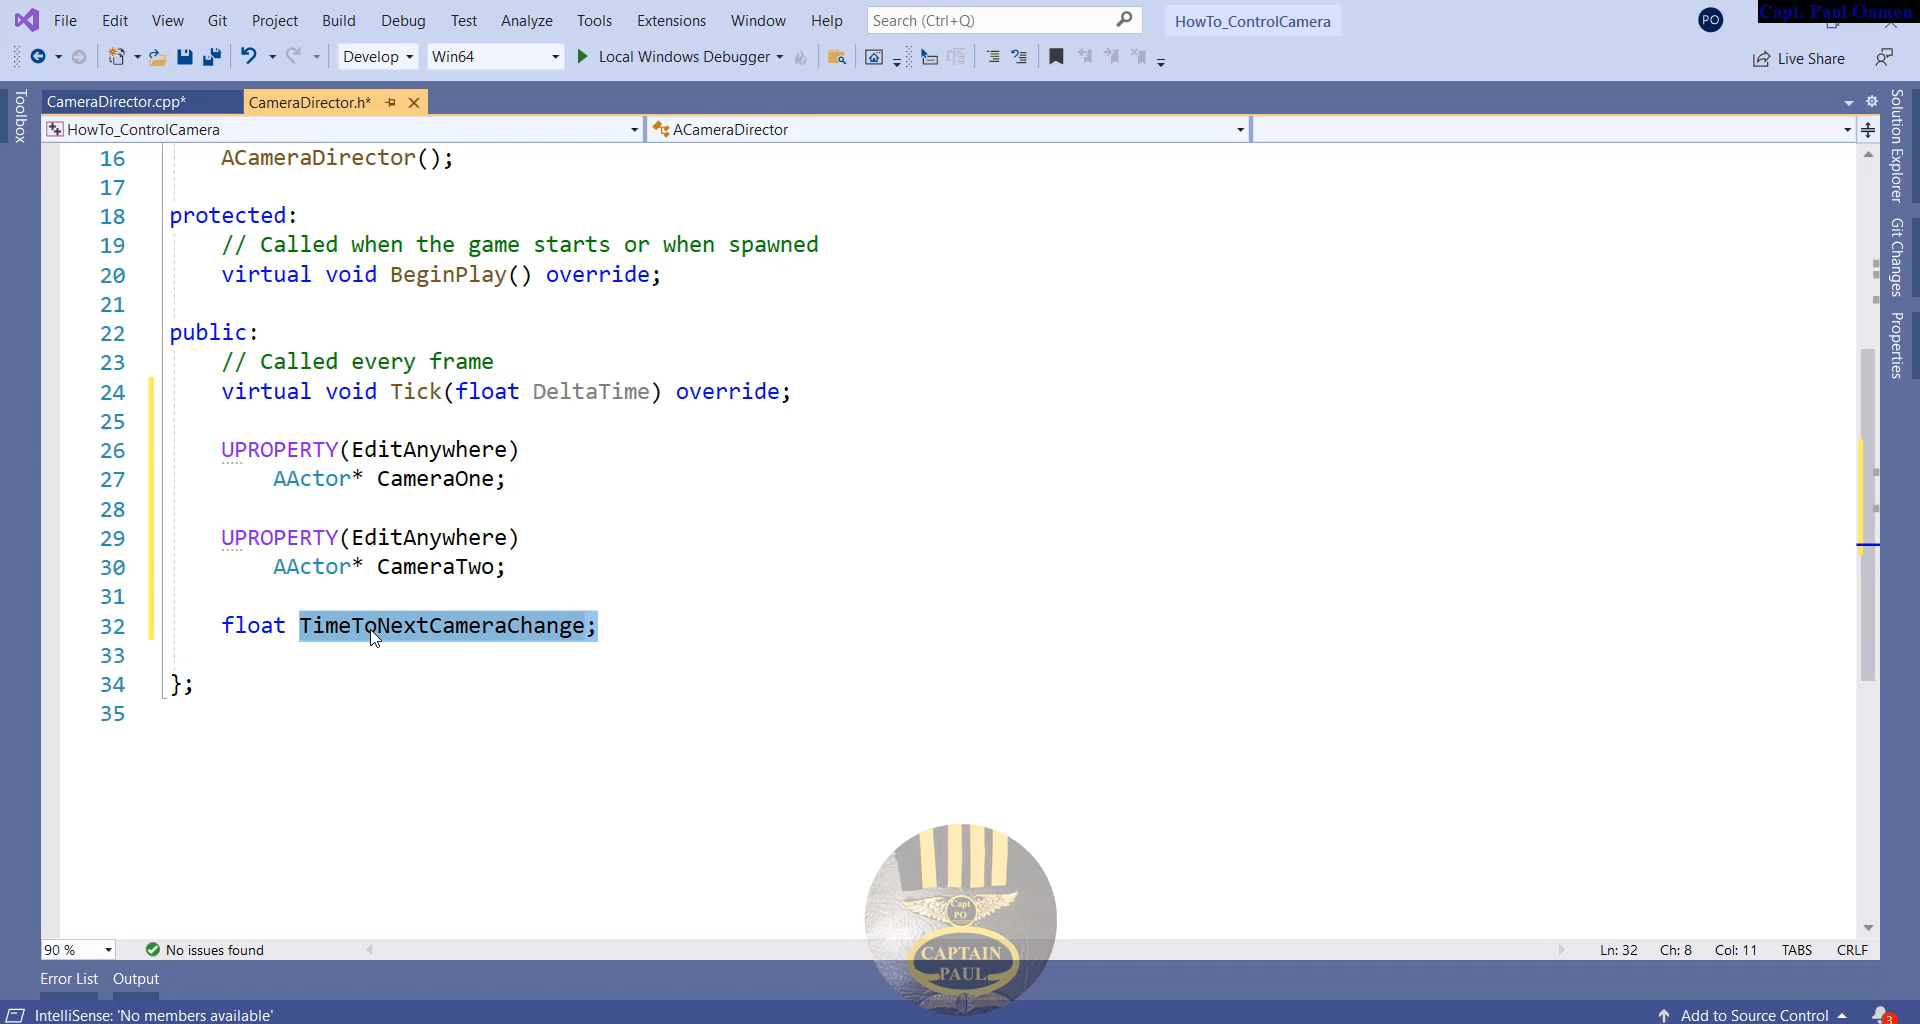 File Edit View Git Project Build Debug Test Analyze Tools Extensions Window Help Search (Ctrl+Q) HowTo_ControlCamera PO Capt. Paul Oamen
Develop Win64 Local Windows Debugger Live Share
CameraDirector.cpp* CameraDirector.h*
HowTo_ControlCamera ACameraDirector
Toolbox
Solution Explorer
Git Changes
Properties
16 ACameraDirector();
17
18 protected:
19 // Called when the game starts or when spawned
20 virtual void BeginPlay() override;
21
22 public:
23 // Called every frame
24 virtual void Tick(float DeltaTime) override;
25
26 UPROPERTY(EditAnywhere)
27 AActor* CameraOne;
28
29 UPROPERTY(EditAnywhere)
30 AActor* CameraTwo;
31
32 float TimeToNextCameraChange;
33
34 };
35
Capt
PO
CAPTAIN
PAUL
90 % No issues found Ln: 32 Ch: 8 Col: 11 TABS CRLF
Error List Output
IntelliSense: 'No members available' Add to Source Control 3